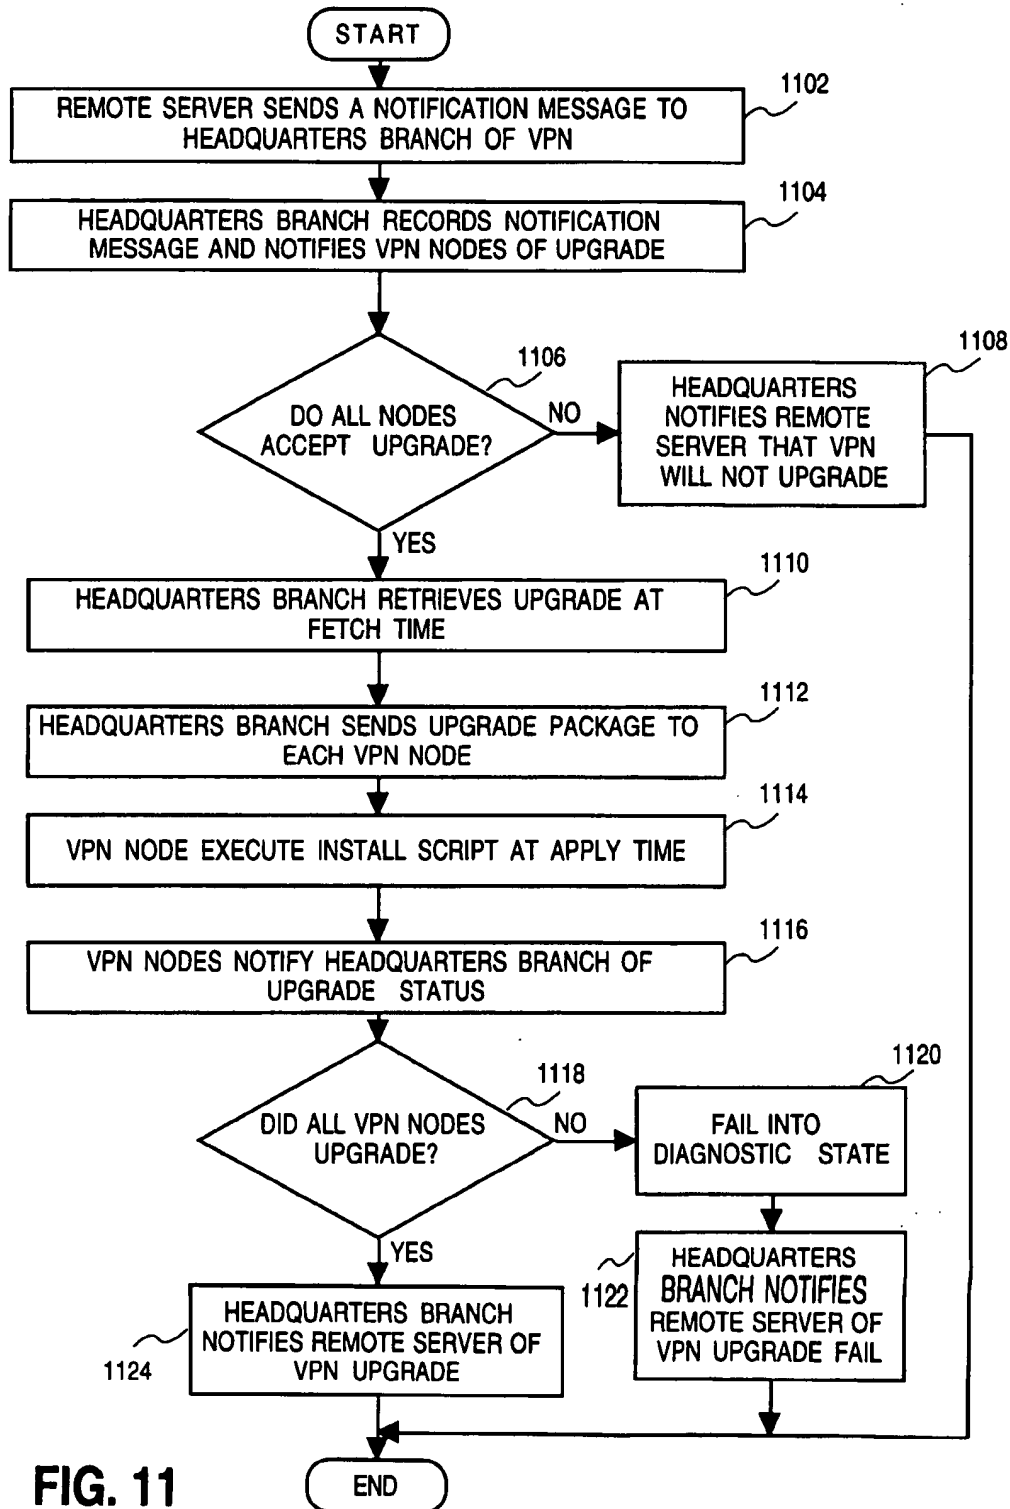 START
1102
REMOTE SERVER SENDS A NOTIFICATION MESSAGE TO
HEADQUARTERS BRANCH OF VPN
1104
HEADQUARTERS BRANCH RECORDS NOTIFICATION
MESSAGE AND NOTIFIES VPN NODES OF UPGRADE
1106
DO ALL NODES
ACCEPT UPGRADE?
NO
1108
HEADQUARTERS
NOTIFIES REMOTE
SERVER THAT VPN
WILL NOT UPGRADE
YES
1110
HEADQUARTERS BRANCH RETRIEVES UPGRADE AT
FETCH TIME
1112
HEADQUARTERS BRANCH SENDS UPGRADE PACKAGE TO
EACH VPN NODE
1114
VPN NODE EXECUTE INSTALL SCRIPT AT APPLY TIME
1116
VPN NODES NOTIFY HEADQUARTERS BRANCH OF
UPGRADE STATUS
1118
DID ALL VPN NODES
UPGRADE?
NO
1120
FAIL INTO
DIAGNOSTIC STATE
1122
HEADQUARTERS
BRANCH NOTIFIES
REMOTE SERVER OF
VPN UPGRADE FAIL
YES
1124
HEADQUARTERS BRANCH
NOTIFIES REMOTE SERVER OF
VPN UPGRADE
END
FIG. 11